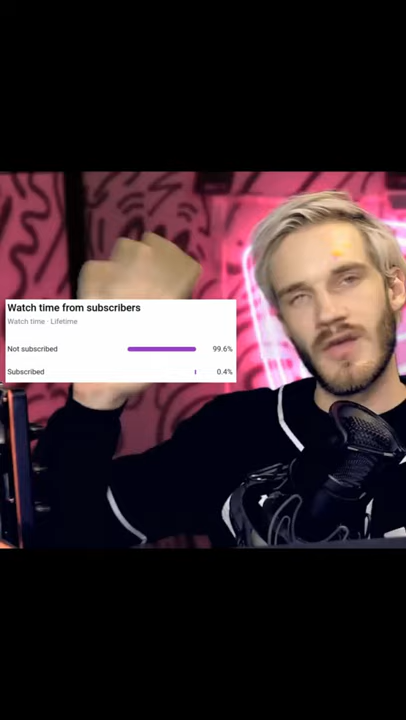 Watch time from subscribers
Watch time · Lifetime
Not subscribed 99.6%
Subscribed 0.4%